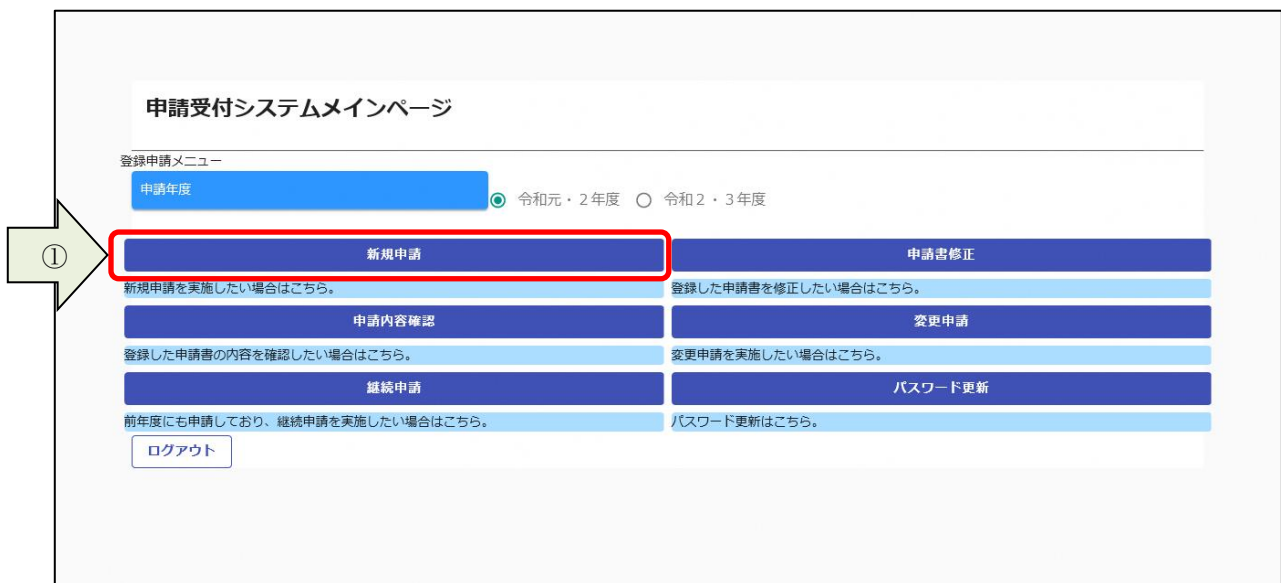 申請受付システムメインページ
登録申請メニュー
申請年度
令和元・2年度 令和2・3年度
①
新規申請 申請書修正
新規申請を実施したい場合はこちら。 登録した申請書を修正したい場合はこちら。
申請内容確認 変更申請
登録した申請書の内容を確認したい場合はこちら。 変更申請を実施したい場合はこちら。
継続申請 パスワード更新
前年度にも申請しており、継続申請を実施したい場合はこちら。 パスワード更新はこちら。
ログアウト